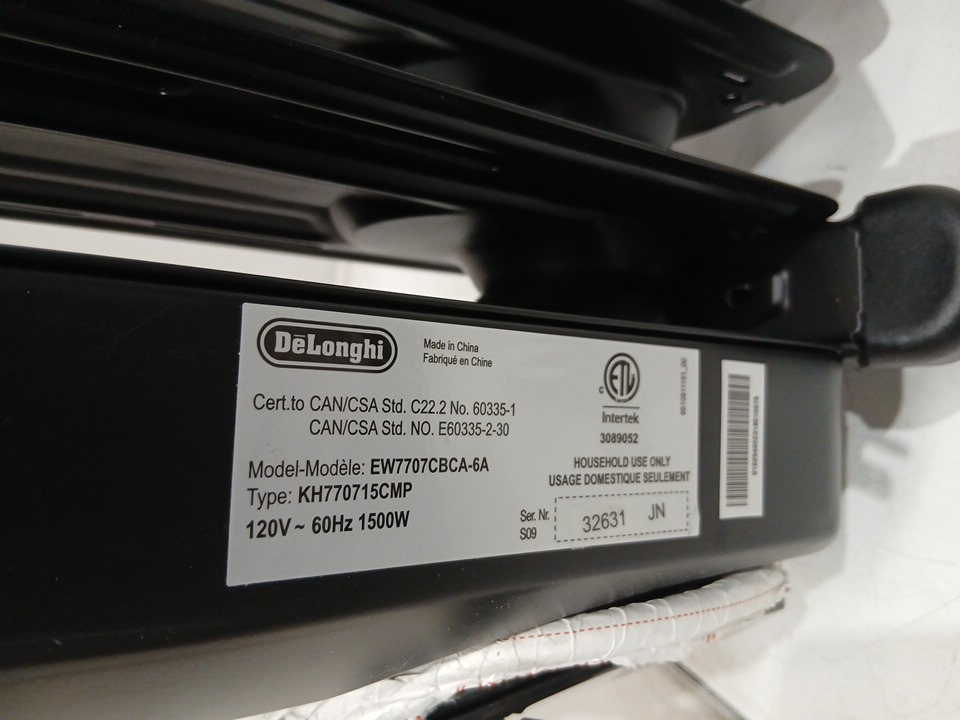 DeLonghi
Made in China
Fabriqué en Chine
Cert.to CAN/CSA Std. C22.2 No. 60335-1
CAN/CSA Std. NO. E60335-2-30
Model-Modèle: EW7707CBCA-6A
Type: KH770715CMP
120V ~ 60Hz 1500W
C ETL
Intertek
3089052
HOUSEHOLD USE ONLY
USAGE DOMESTIQUE SEULEMENT
Ser. Nr.
S09
32631 JN